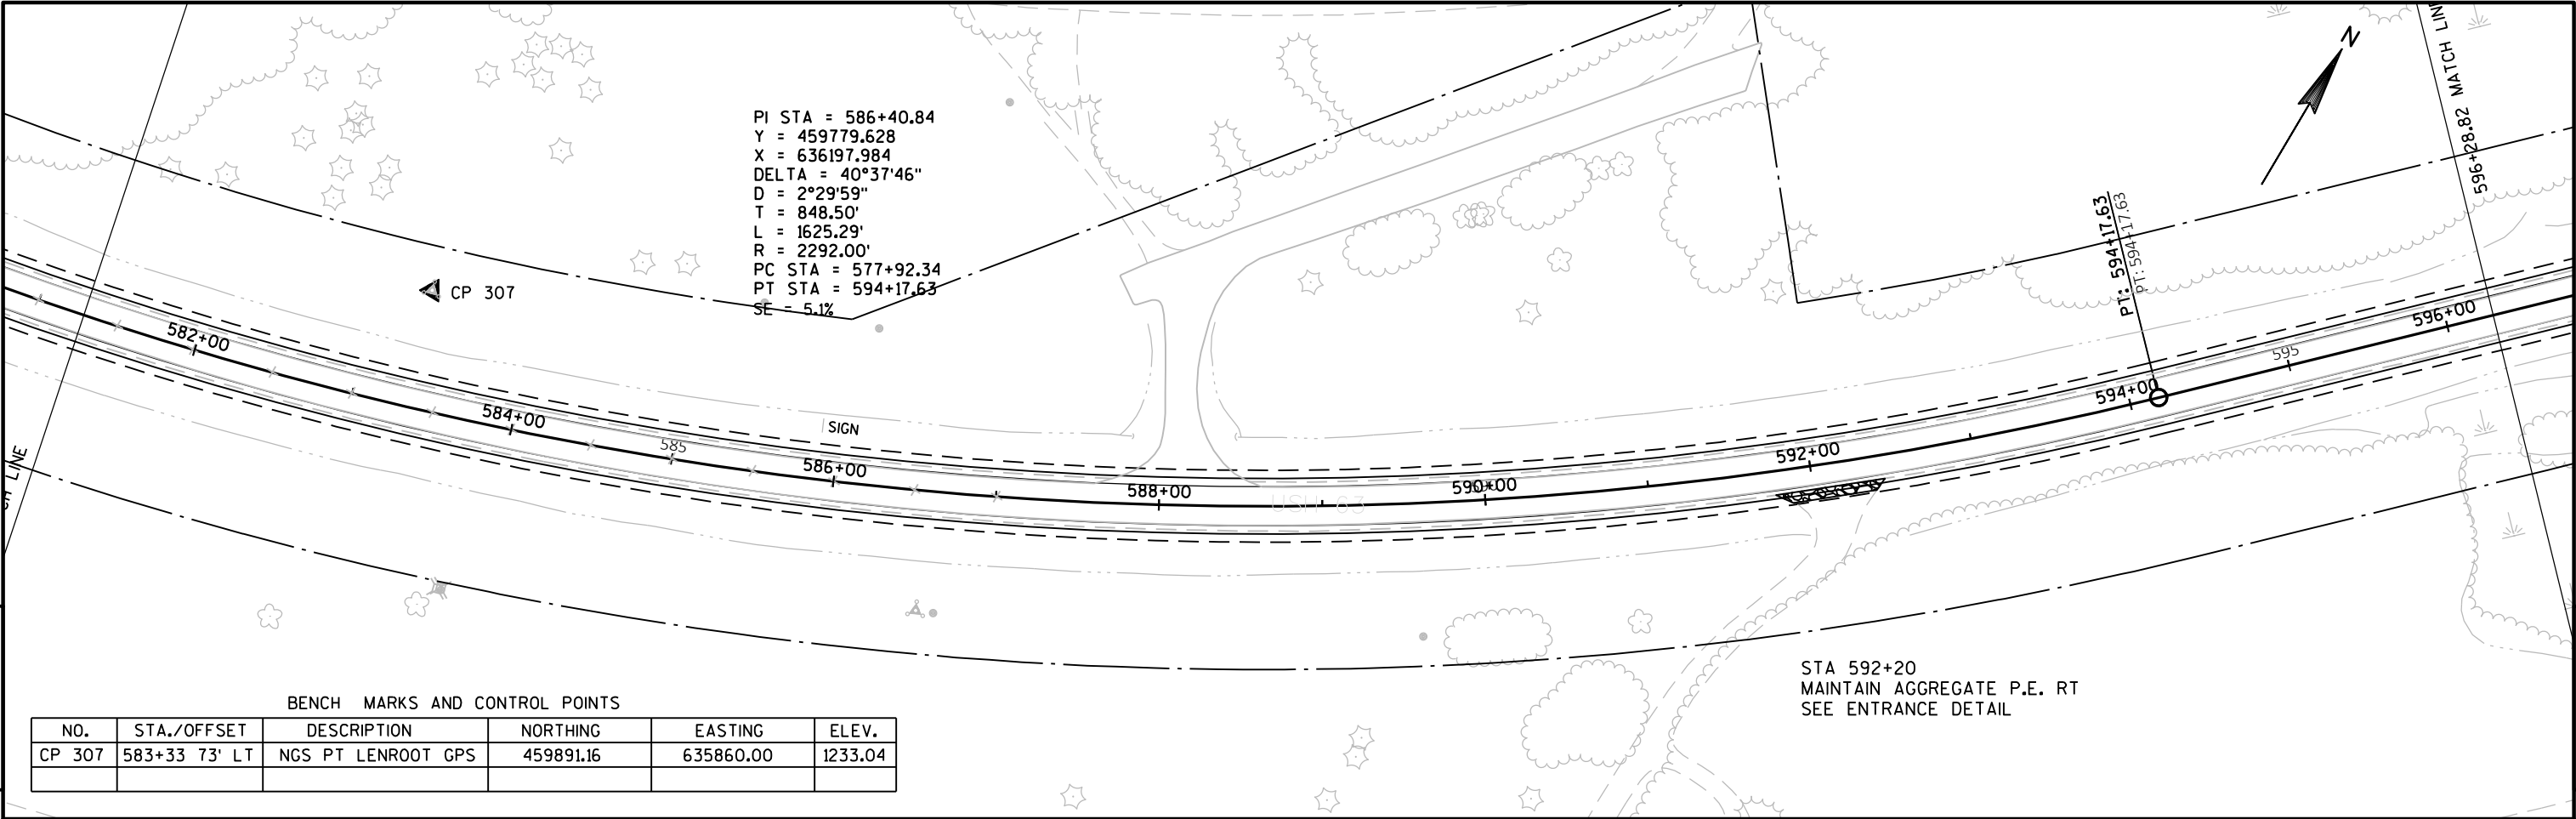 PI STA = 586+40.84
Y = 459779.628
X = 636197.984
DELTA = 40°37'46"
D = 2°29'59"
T = 848.50'
L = 1625.29'
R = 2292.00'
PC STA = 577+92.34
PT STA = 594+17.63
SE = 5.1%
N
596+28.82 MATCH LINE
PT: 594+17.63
PT: 594+17.63
CP 307
582+00
584+00
585
SIGN
586+00
588+00
USH 63
590+00
592+00
594+00
595
596+00
LINE
STA 592+20
MAINTAIN AGGREGATE P.E. RT
SEE ENTRANCE DETAIL
BENCH MARKS AND CONTROL POINTS
NO. STA./OFFSET DESCRIPTION NORTHING EASTING ELEV.
CP 307 583+33 73' LT NGS PT LENROOT GPS 459891.16 635860.00 1233.04